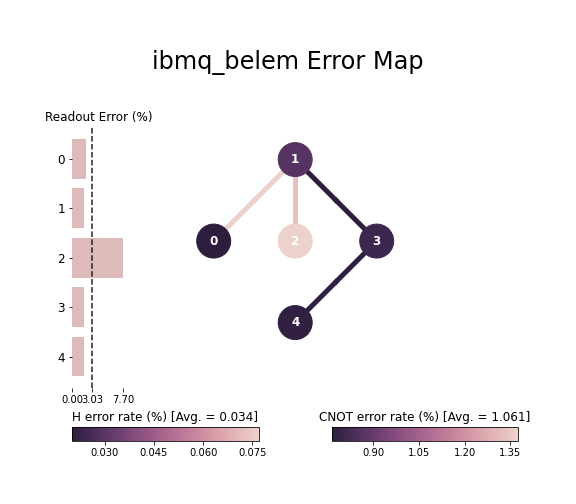 ibmq_belem Error Map
Readout Error (%)
0
1
2
3
4
0.00 3.03 7.70
1
0 2 3
4
H error rate (%) [Avg. = 0.034]
0.030 0.045 0.060 0.075
CNOT error rate (%) [Avg. = 1.061]
0.90 1.05 1.20 1.35